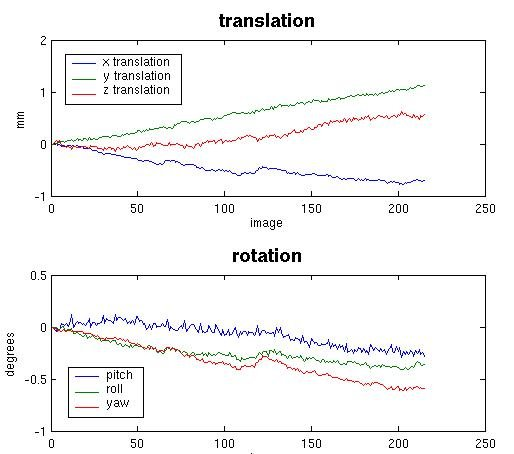 translation
2
x translation
y translation
z translation
1
mm
0
-1
0 50 100 150 200 250
image
rotation
0.5
0
degrees
-0.5
pitch
roll
yaw
-1
0 50 100 150 200 250